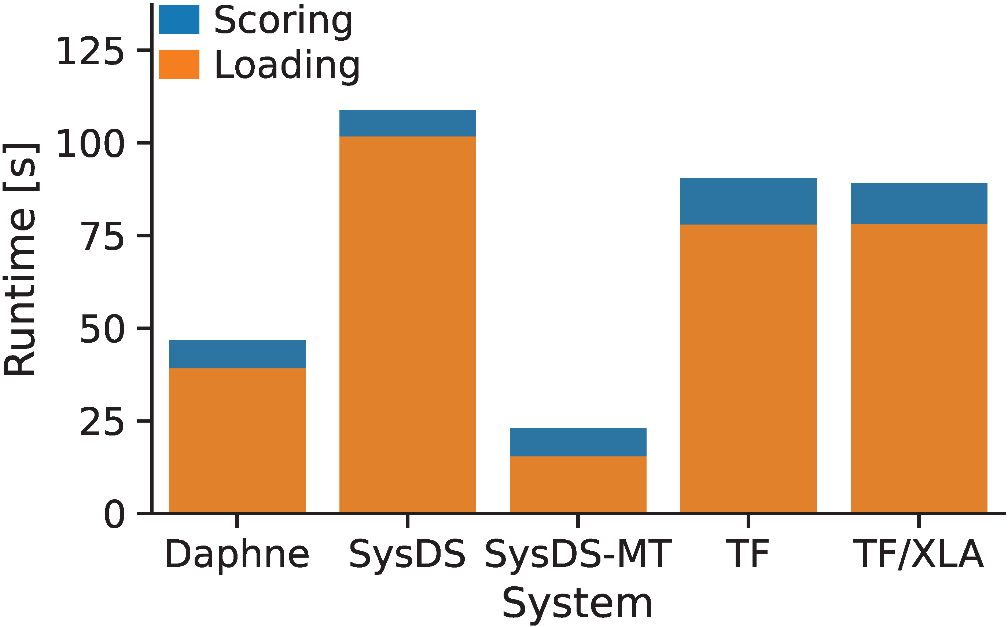 Scoring
Loading
Runtime [s]
125
100
75
50
25
0
Daphne SysDS SysDS-MT TF TF/XLA
System